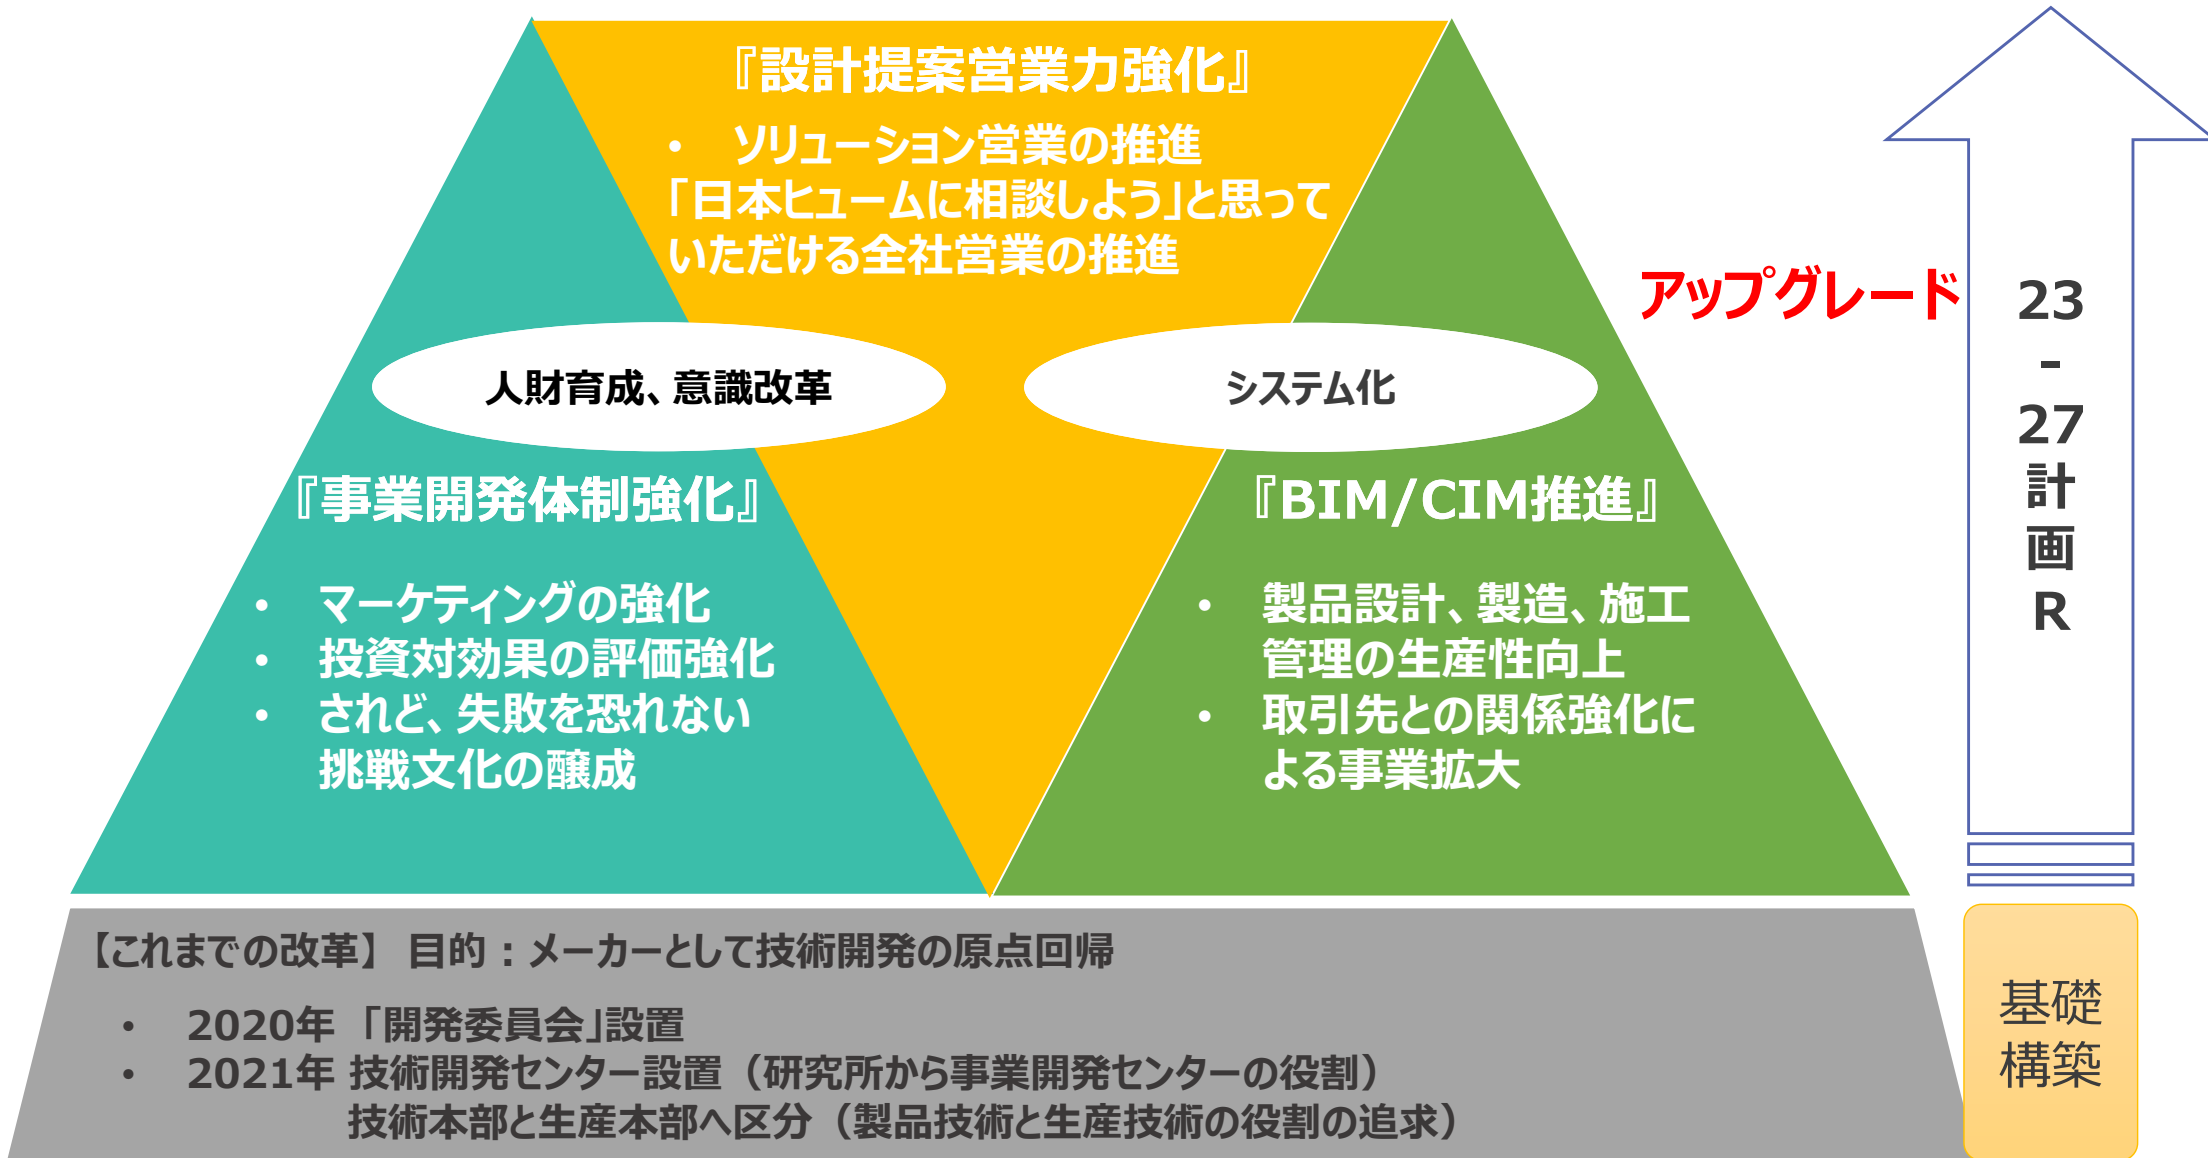 『設計提案営業力強化』
• ソリューション営業の推進
「日本ヒュームに相談しよう」と思って
いただける全社営業の推進
人財育成、意識改革
システム化
『事業開発体制強化』
• マーケティングの強化
• 投資対効果の評価強化
• されど、失敗を恐れない
挑戦文化の醸成
『BIM/CIM推進』
• 製品設計、製造、施工
管理の生産性向上
• 取引先との関係強化に
よる事業拡大
アップグレード
23
-
27
計
画
R
【これまでの改革】 目的：メーカーとして技術開発の原点回帰
• 2020年 「開発委員会」設置
• 2021年 技術開発センター設置（研究所から事業開発センターの役割）
技術本部と生産本部へ区分（製品技術と生産技術の役割の追求）
基礎
構築